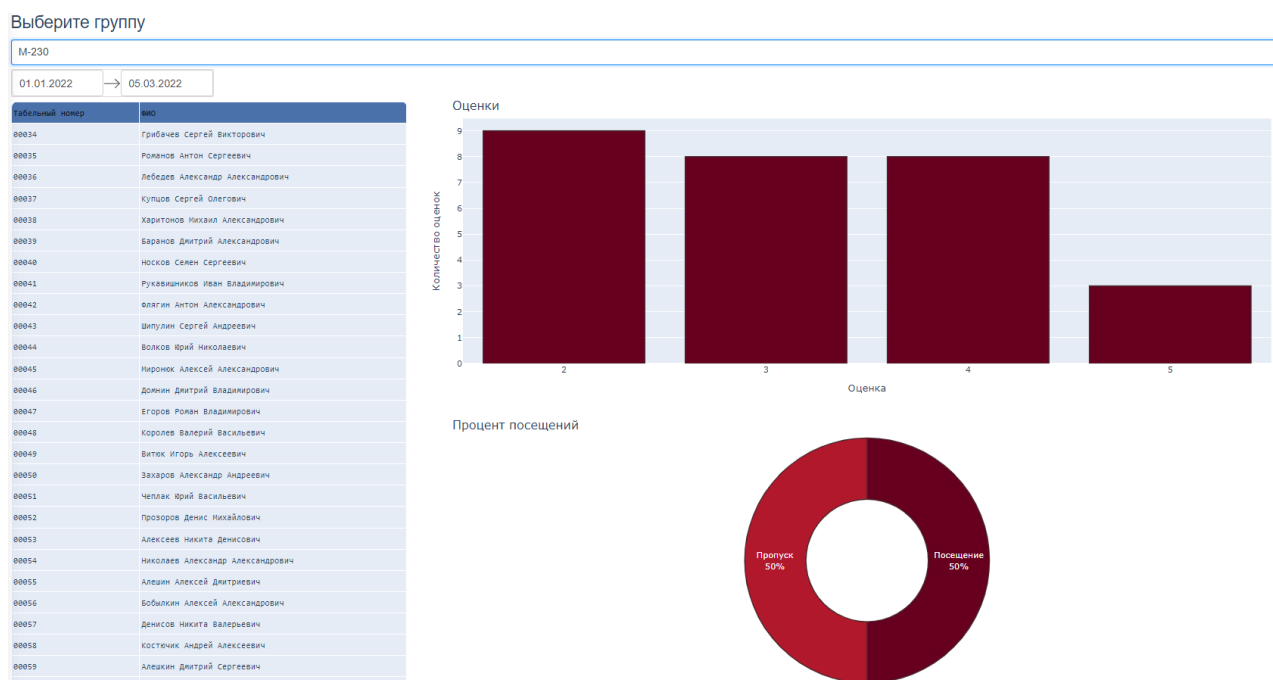 Выберите группу
М-230
01.01.2022 → 05.03.2022
Табельный номер ФИО
00034 Грибачев Сергей Викторович
00035 Романов Антон Сергеевич
00036 Лебедев Александр Александрович
00037 Купцов Сергей Олегович
00038 Харитонов Михаил Александрович
00039 Баранов Дмитрий Александрович
00040 Носков Семен Сергеевич
00041 Рукавишников Иван Владимирович
00042 Флягин Антон Александрович
00043 Шипулин Сергей Андреевич
00044 Волков Юрий Николаевич
00045 Миронюк Алексей Александрович
00046 Домнин Дмитрий Владимирович
00047 Егоров Роман Владимирович
00048 Королев Валерий Васильевич
00049 Витюк Игорь Алексеевич
00050 Захаров Александр Андреевич
00051 Чеплак Юрий Васильевич
00052 Прозоров Денис Михайлович
00053 Алексеев Никита Денисович
00054 Николаев Александр Александрович
00055 Алешин Алексей Дмитриевич
00056 Бобылкин Алексей Александрович
00057 Денисов Никита Валерьевич
00058 Костючик Андрей Алексеевич
00059 Алешкин Дмитрий Сергеевич
Оценки
Количество оценок
9
8
7
6
5
4
3
2
1
0
2 3 4 5
Оценка
Процент посещений
Пропуск
50%
Посещение
50%